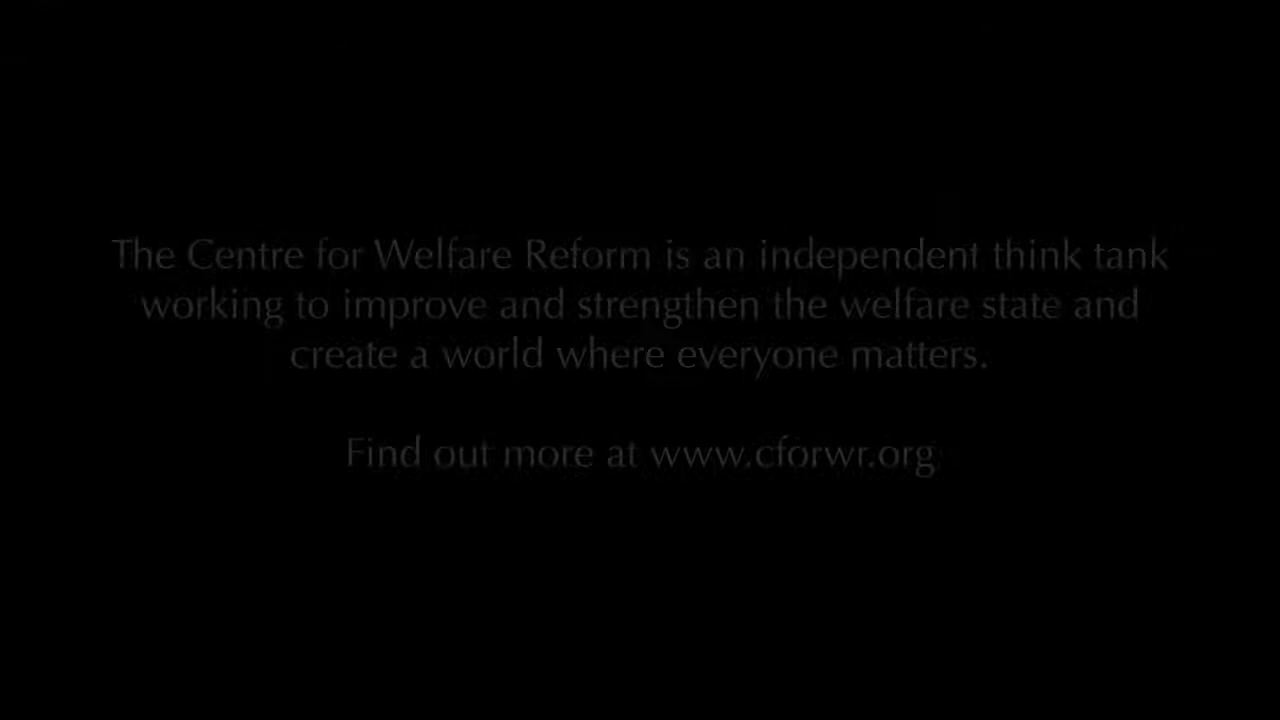 The Centre for Welfare Reform is an independent think tank
working to improve and strengthen the welfare state and
create a world where everyone matters.
Find out more at www.cforwr.org